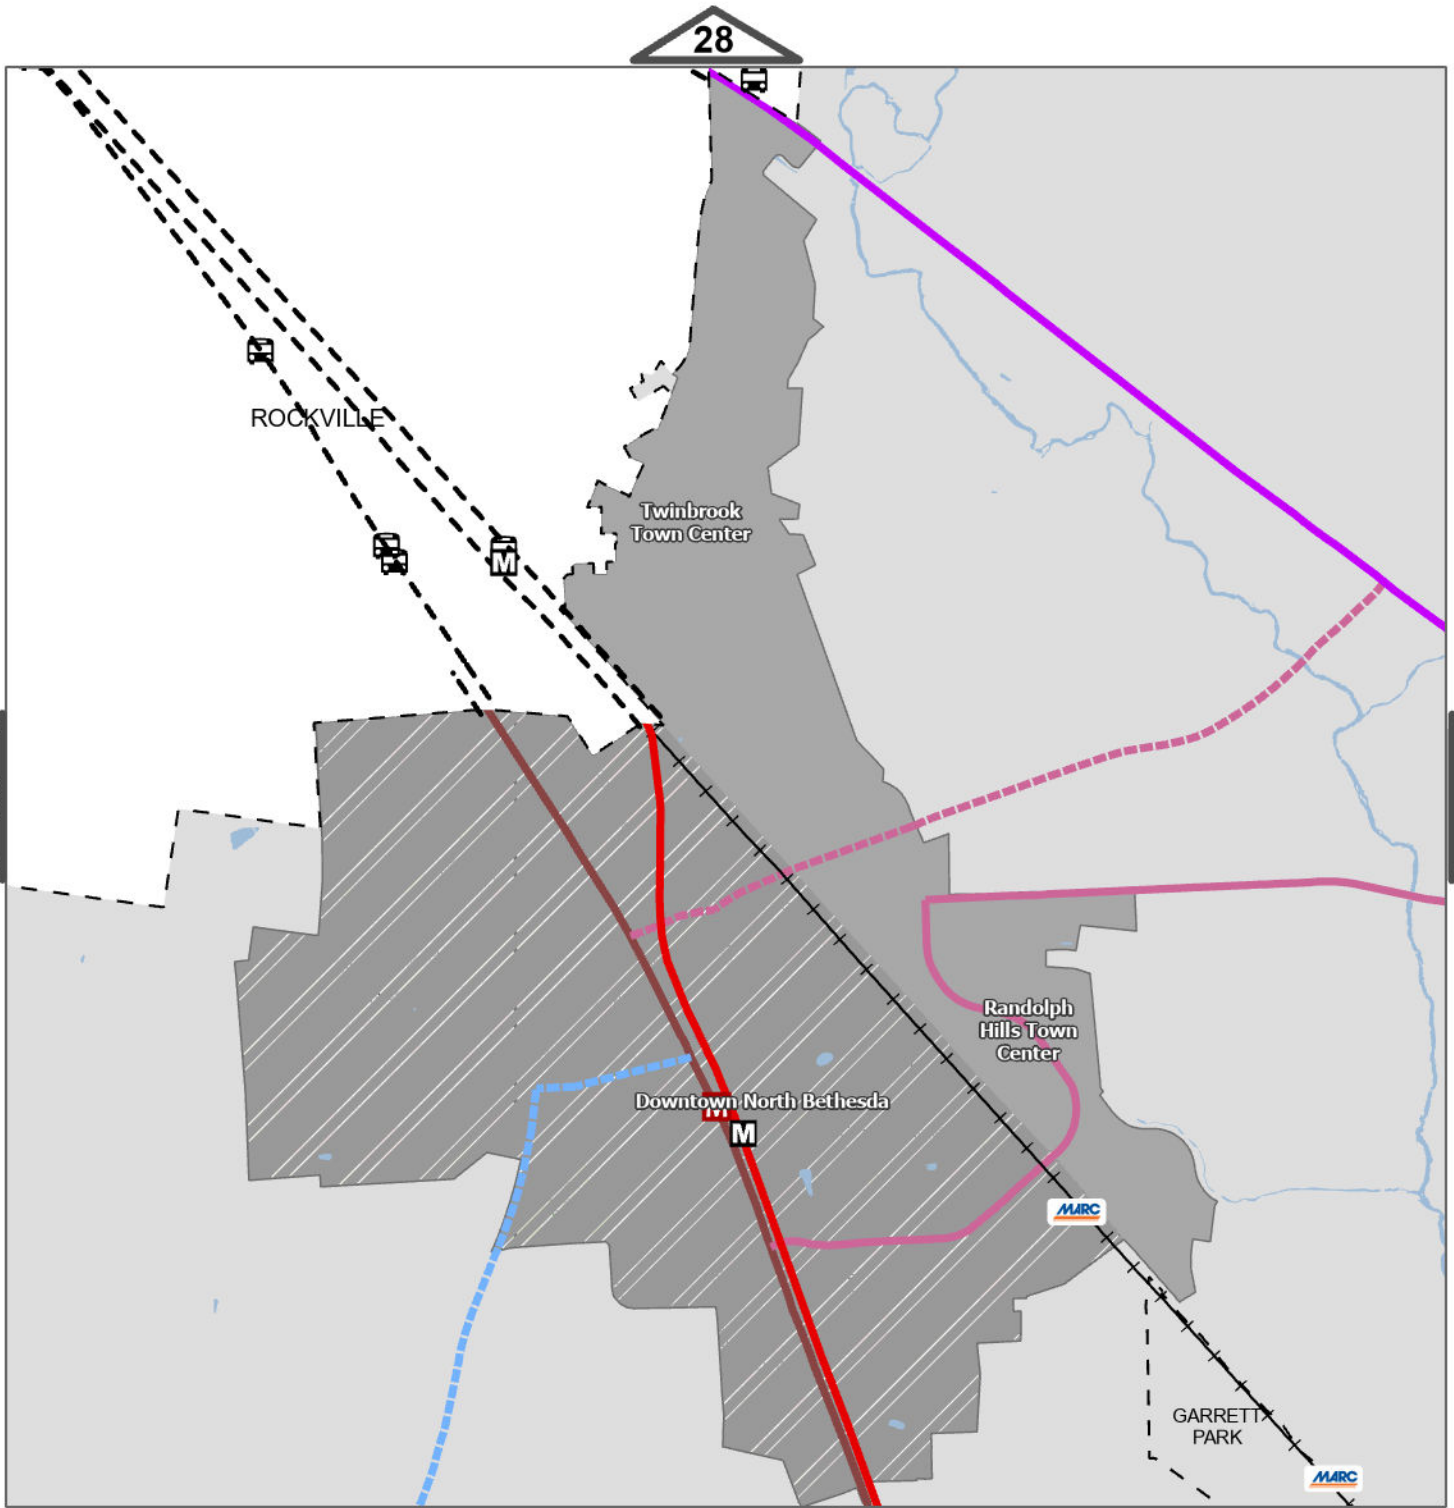 28
ROCKVILLE
Twinbrook
Town Center
M
Randolph
Hills Town
Center
Downtown North Bethesda
M
M
MARC
GARRETT
PARK
MARC